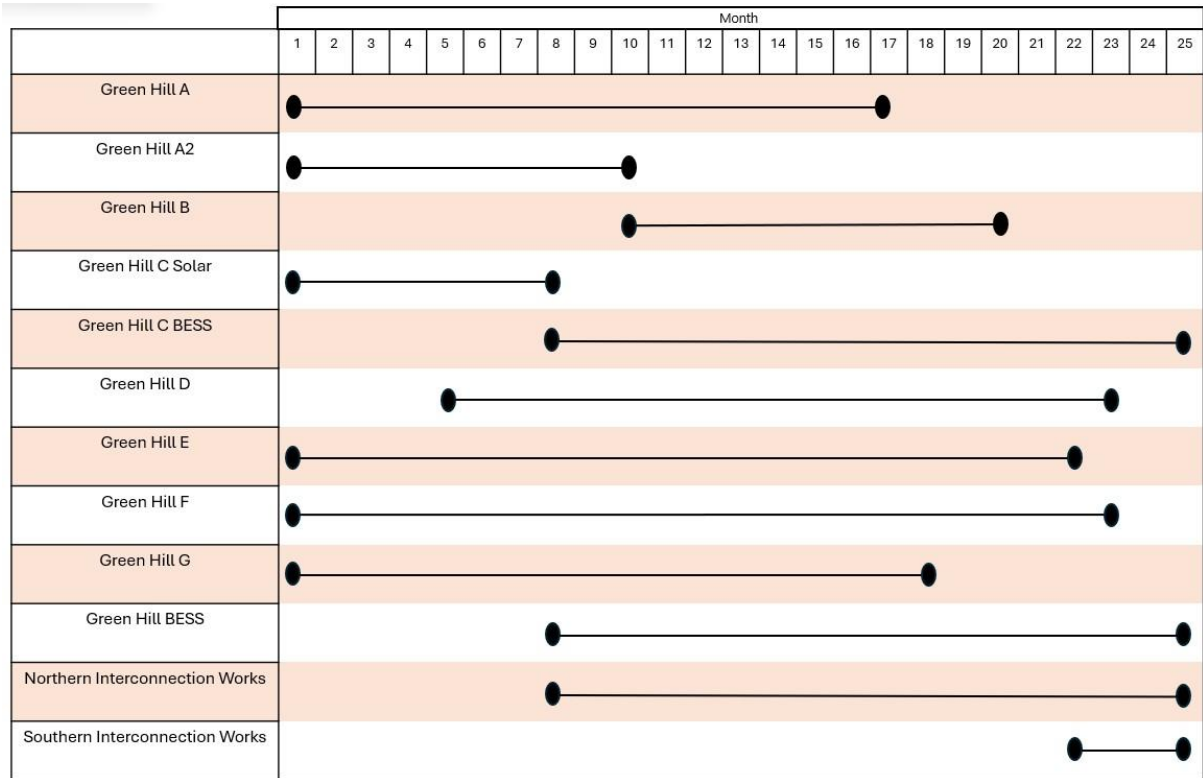 Month
1 2 3 4 5 6 7 8 9 10 11 12 13 14 15 16 17 18 19 20 21 22 23 24 25
Green Hill A
Green Hill A2
Green Hill B
Green Hill C Solar
Green Hill C BESS
Green Hill D
Green Hill E
Green Hill F
Green Hill G
Green Hill BESS
Northern Interconnection Works
Southern Interconnection Works